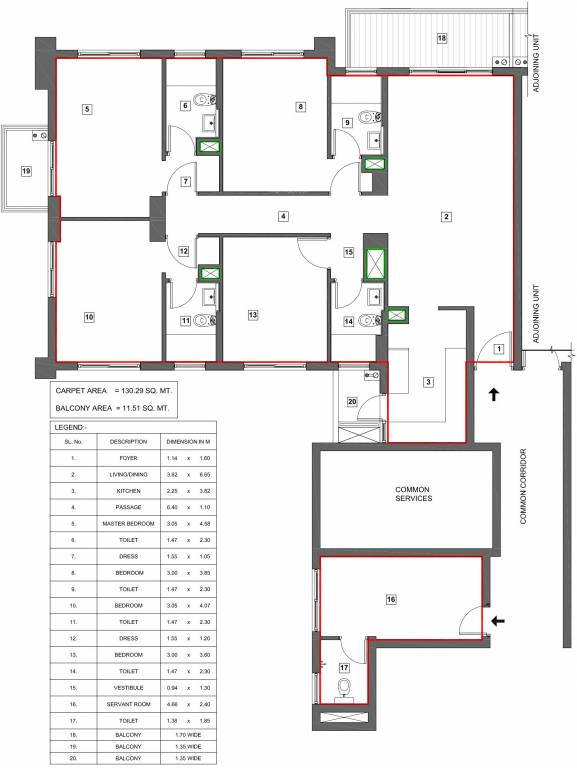 18
ADJOINING UNIT
5
6
8
9
19
7
4
2
12
15
10
11
13
14
ADJOINING UNIT
1
3
20
CARPET AREA = 130.29 SQ. MT.
BALCONY AREA = 11.51 SQ. MT.
LEGEND:-
SL. No. DESCRIPTION DIMENSION IN M
1. FOYER 1.14 x 1.60
2. LIVING/DINING 3.62 x 6.65
3. KITCHEN 2.25 x 3.82
4. PASSAGE 6.40 x 1.10
5. MASTER BEDROOM 3.05 x 4.58
6. TOILET 1.47 x 2.30
7. DRESS 1.55 x 1.05
8. BEDROOM 3.00 x 3.85
9. TOILET 1.47 x 2.30
10. BEDROOM 3.05 x 4.07
11. TOILET 1.47 x 2.30
12. DRESS 1.55 x 1.20
13. BEDROOM 3.00 x 3.60
14. TOILET 1.47 x 2.30
15. VESTIBULE 0.94 x 1.30
16. SERVANT ROOM 4.66 x 2.40
17. TOILET 1.38 x 1.85
18. BALCONY 1.70 WIDE
19. BALCONY 1.35 WIDE
20. BALCONY 1.35 WIDE
COMMON
SERVICES
COMMON CORRIDOR
16
17